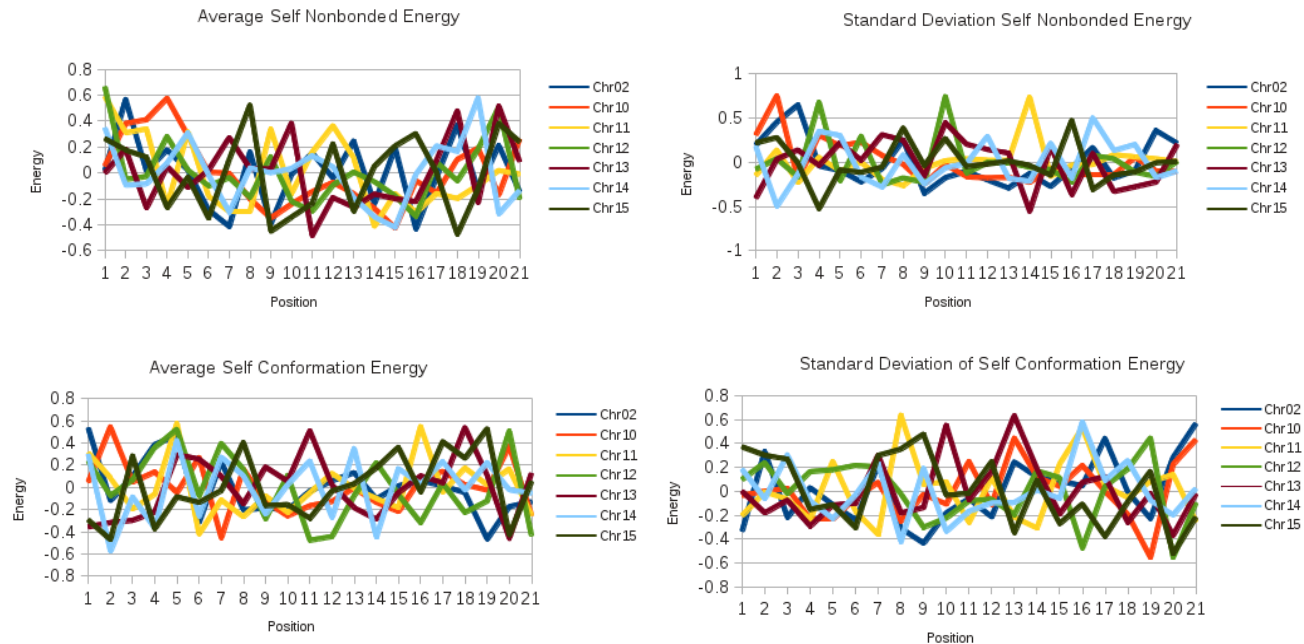 Average Self Nonbonded Energy
0.8
0.6
0.4
0.2
0
-0.2
-0.4
-0.6
Energy
1 2 3 4 5 6 7 8 9 10 11 12 13 14 15 16 17 18 19 20 21
Position
Chr02
Chr10
Chr11
Chr12
Chr13
Chr14
Chr15
Standard Deviation Self Nonbonded Energy
1
0.5
0
-0.5
-1
Energy
1 2 3 4 5 6 7 8 9 10 11 12 13 14 15 16 17 18 19 20 21
Position
Chr02
Chr10
Chr11
Chr12
Chr13
Chr14
Chr15
Average Self Conformation Energy
0.8
0.6
0.4
0.2
0
-0.2
-0.4
-0.6
-0.8
Energy
1 2 3 4 5 6 7 8 9 10 11 12 13 14 15 16 17 18 19 20 21
Position
Chr02
Chr10
Chr11
Chr12
Chr13
Chr14
Chr15
Standard Deviation of Self Conformation Energy
0.8
0.6
0.4
0.2
0
-0.2
-0.4
-0.6
-0.8
Energy
1 2 3 4 5 6 7 8 9 10 11 12 13 14 15 16 17 18 19 20 21
Position
Chr02
Chr10
Chr11
Chr12
Chr13
Chr14
Chr15